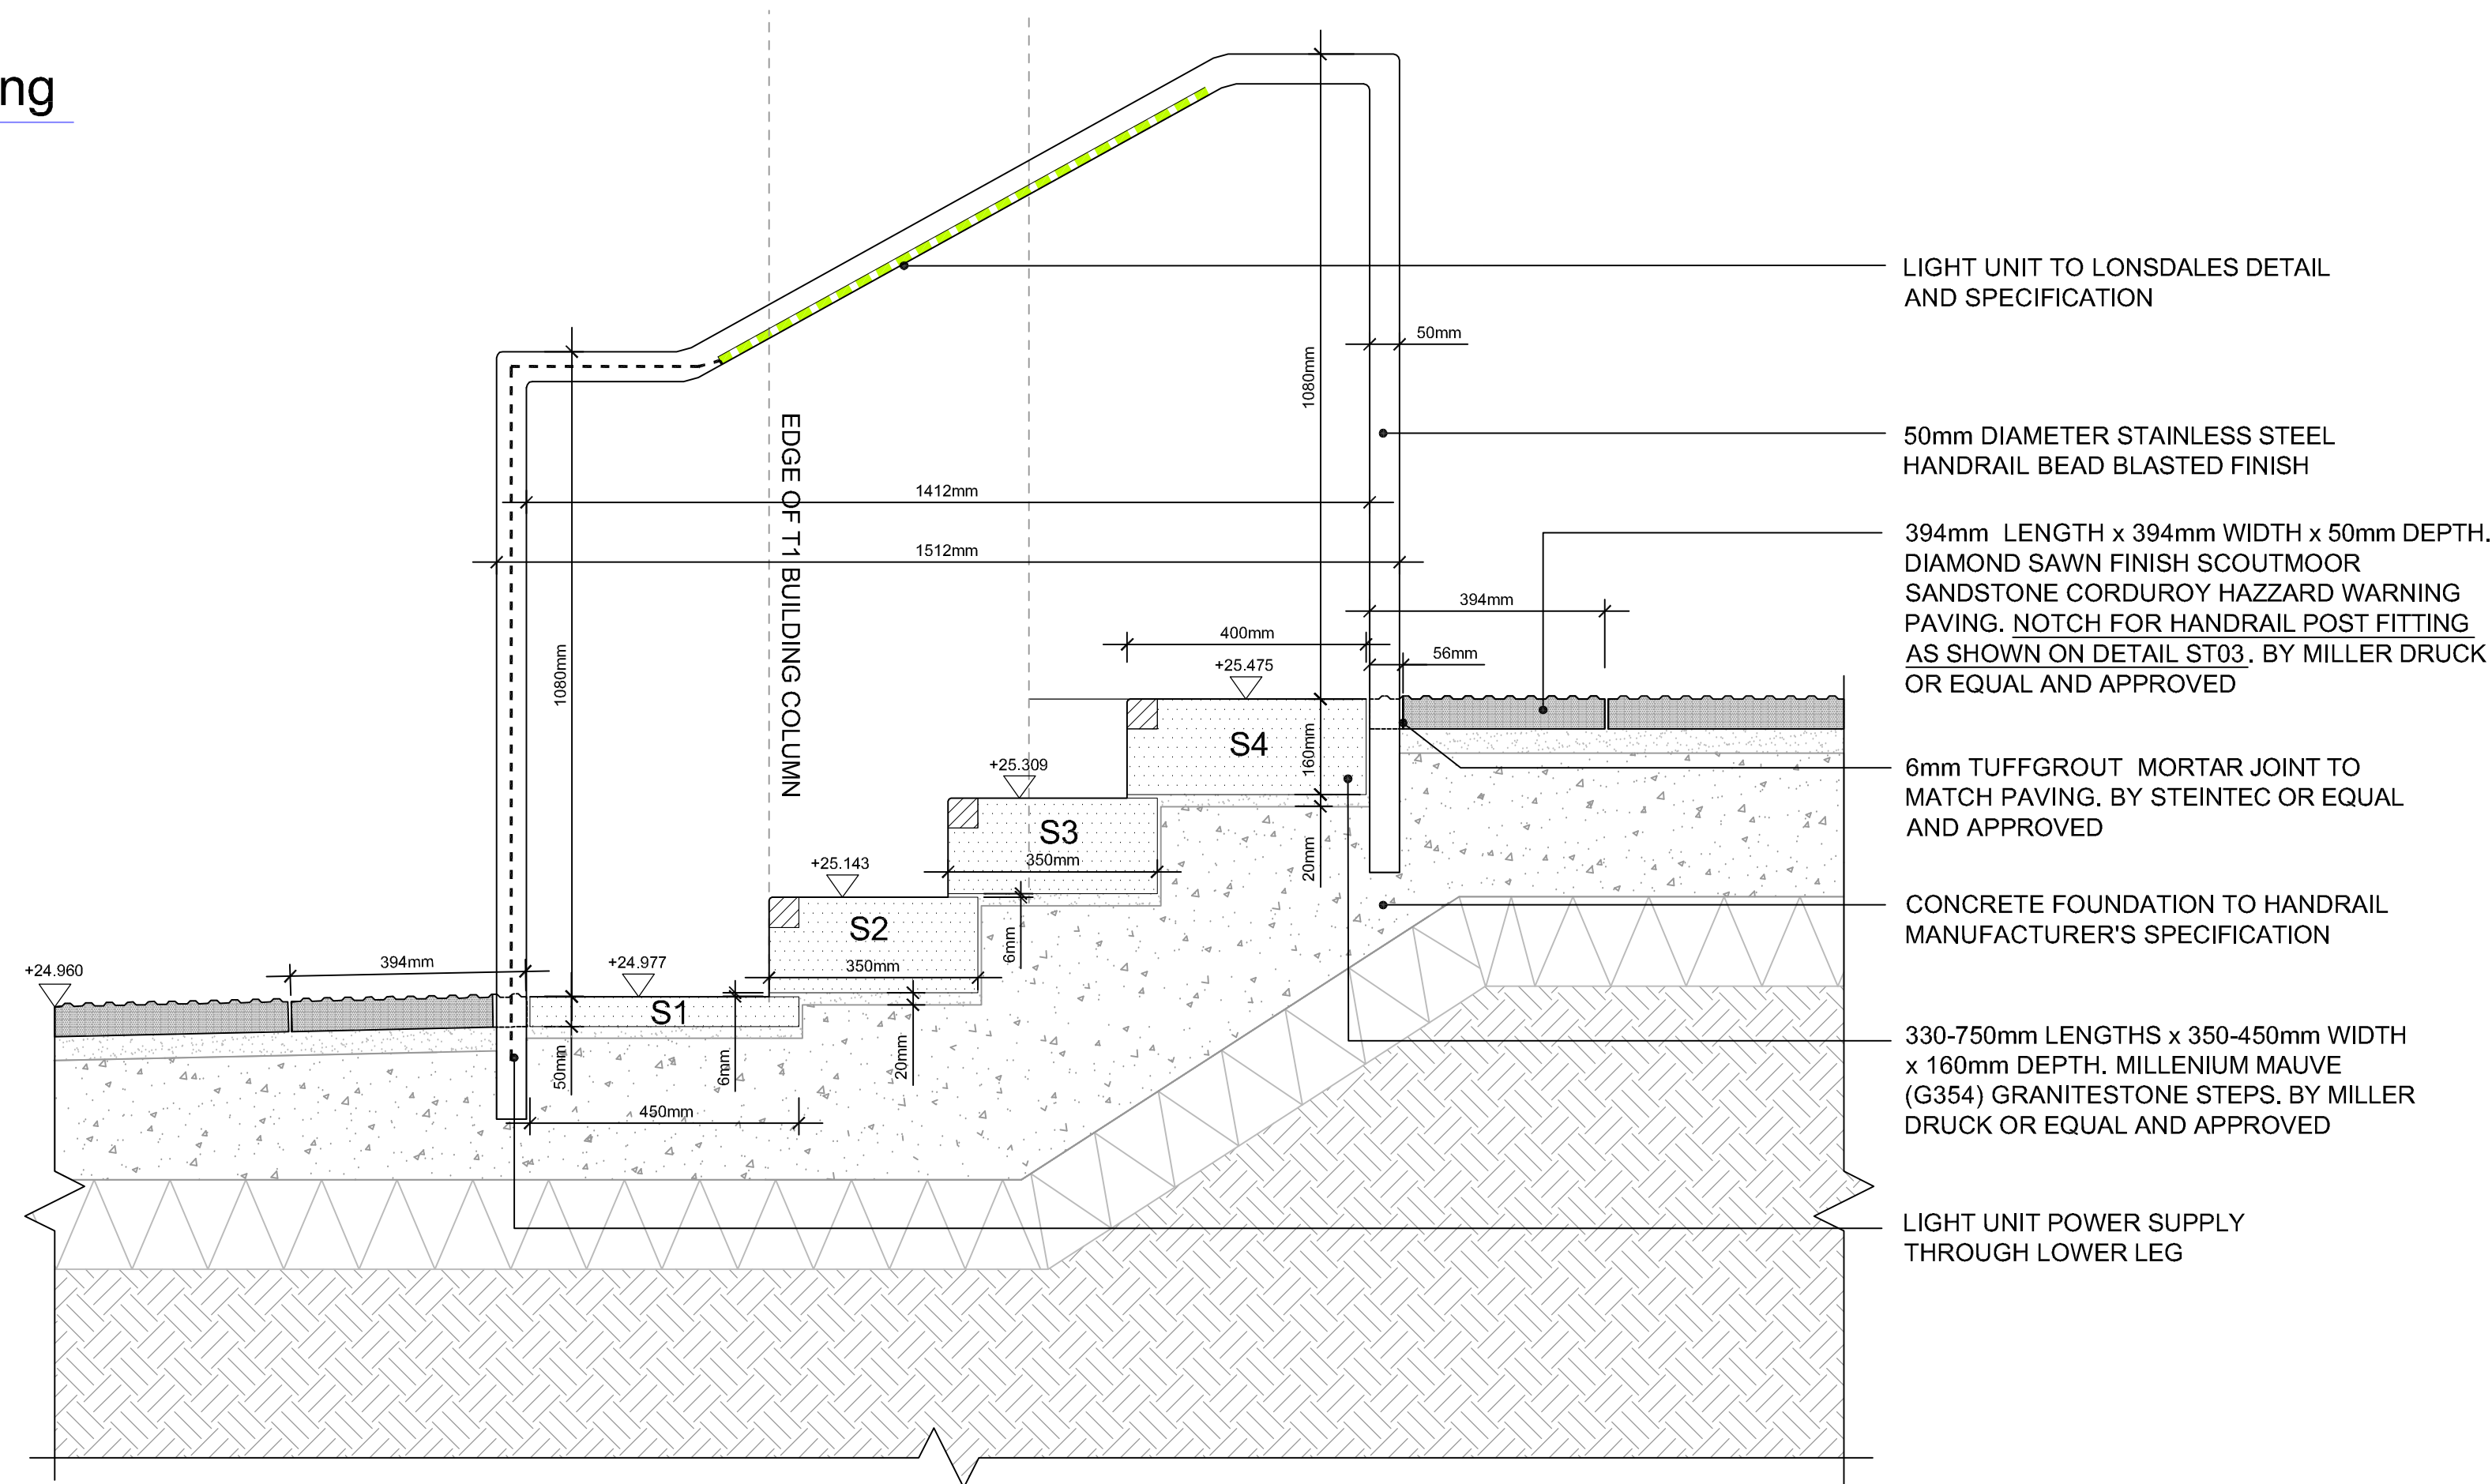 ng
LIGHT UNIT TO LONSDALES DETAIL
AND SPECIFICATION
50mm
1080mm
50mm DIAMETER STAINLESS STEEL
HANDRAIL BEAD BLASTED FINISH
EDGE OF T1 BUILDING COLUMN
1412mm
1512mm
394mm LENGTH x 394mm WIDTH x 50mm DEPTH.
DIAMOND SAWN FINISH SCOUTMOOR
SANDSTONE CORDUROY HAZZARD WARNING
PAVING. NOTCH FOR HANDRAIL POST FITTING
AS SHOWN ON DETAIL ST03. BY MILLER DRUCK
OR EQUAL AND APPROVED
394mm
400mm
56mm
+25.475
1080mm
S4
160mm
+25.309
S3
350mm
20mm
6mm TUFFGROUT MORTAR JOINT TO
MATCH PAVING. BY STEINTEC OR EQUAL
AND APPROVED
+25.143
S2
350mm
6mm
CONCRETE FOUNDATION TO HANDRAIL
MANUFACTURER'S SPECIFICATION
+24.960
394mm
+24.977
S1
50mm
6mm
20mm
450mm
330-750mm LENGTHS x 350-450mm WIDTH
x 160mm DEPTH. MILLENIUM MAUVE
(G354) GRANITESTONE STEPS. BY MILLER
DRUCK OR EQUAL AND APPROVED
LIGHT UNIT POWER SUPPLY
THROUGH LOWER LEG